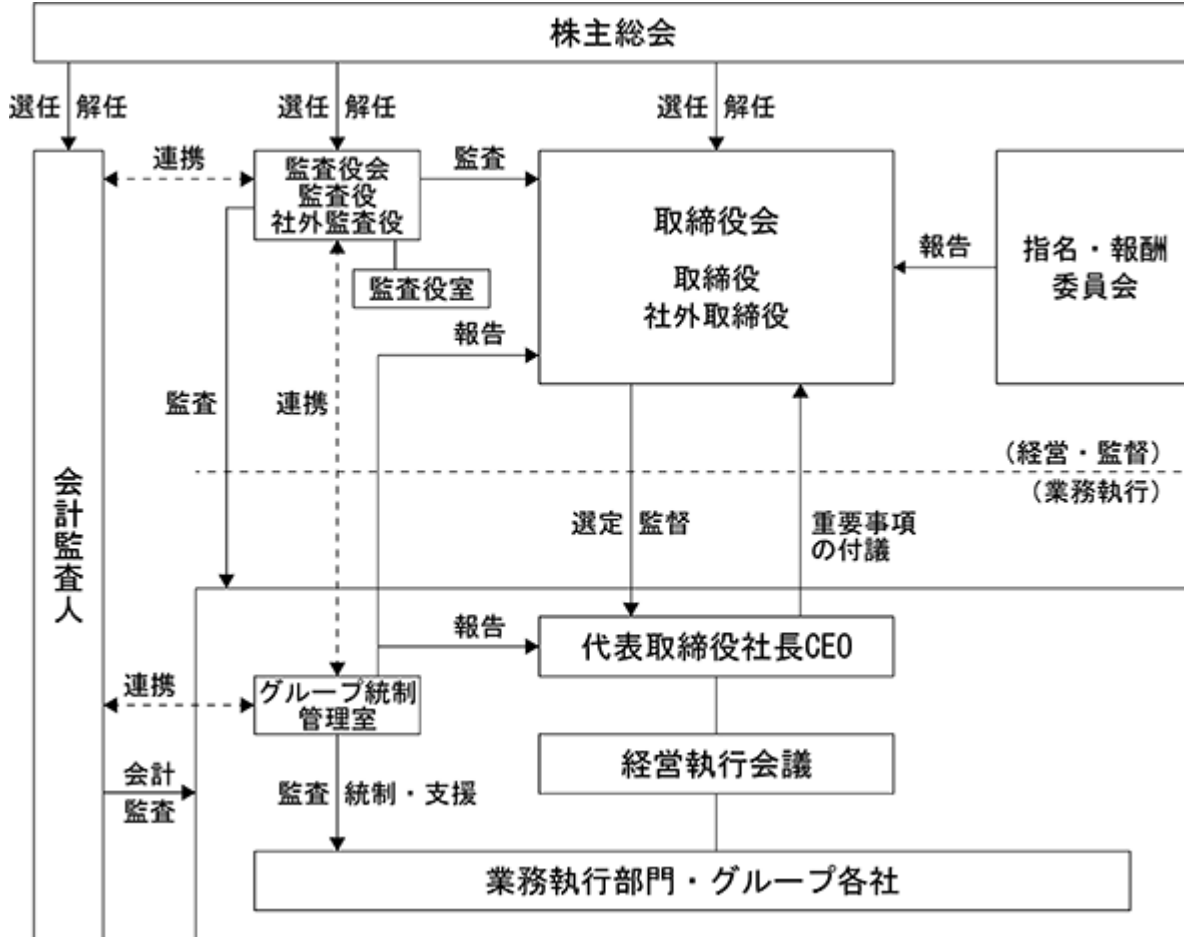 株主総会
選任 解任
選任 解任
選任 解任
連携
監査役会
監査役
社外監査役
監査
取締役会
取締役
社外取締役
報告
指名・報酬
委員会
監査役室
報告
監査
連携
(経営・監督)
(業務執行)
会計監査人
選定 監督
重要事項
の付議
報告
代表取締役社長CEO
連携
グループ統制
管理室
経営執行会議
会計
監査
監査 統制・支援
業務執行部門・グループ各社